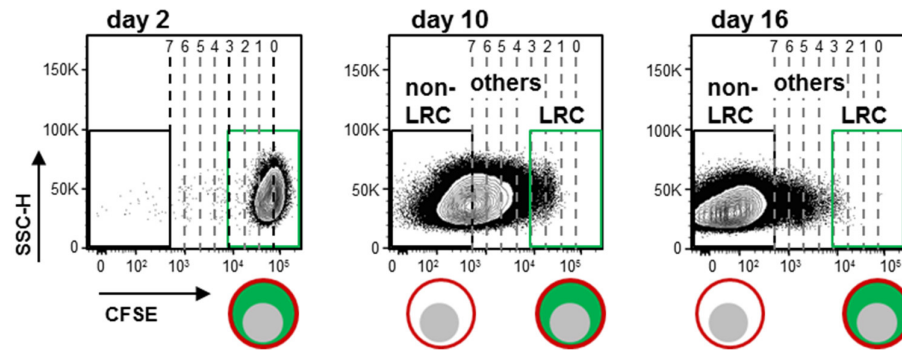 day 2
7 6 5 4 3 2 1 0
150K
100K
50K
0
SSC-H
0 10² 10³ 10⁴ 10⁵
CFSE
day 10
7 6 5 4 3 2 1 0
150K
non-LRC
others
LRC
100K
50K
0
0 10² 10³ 10⁴ 10⁵
day 16
7 6 5 4 3 2 1 0
150K
non-LRC
others
LRC
100K
50K
0
0 10² 10³ 10⁴ 10⁵